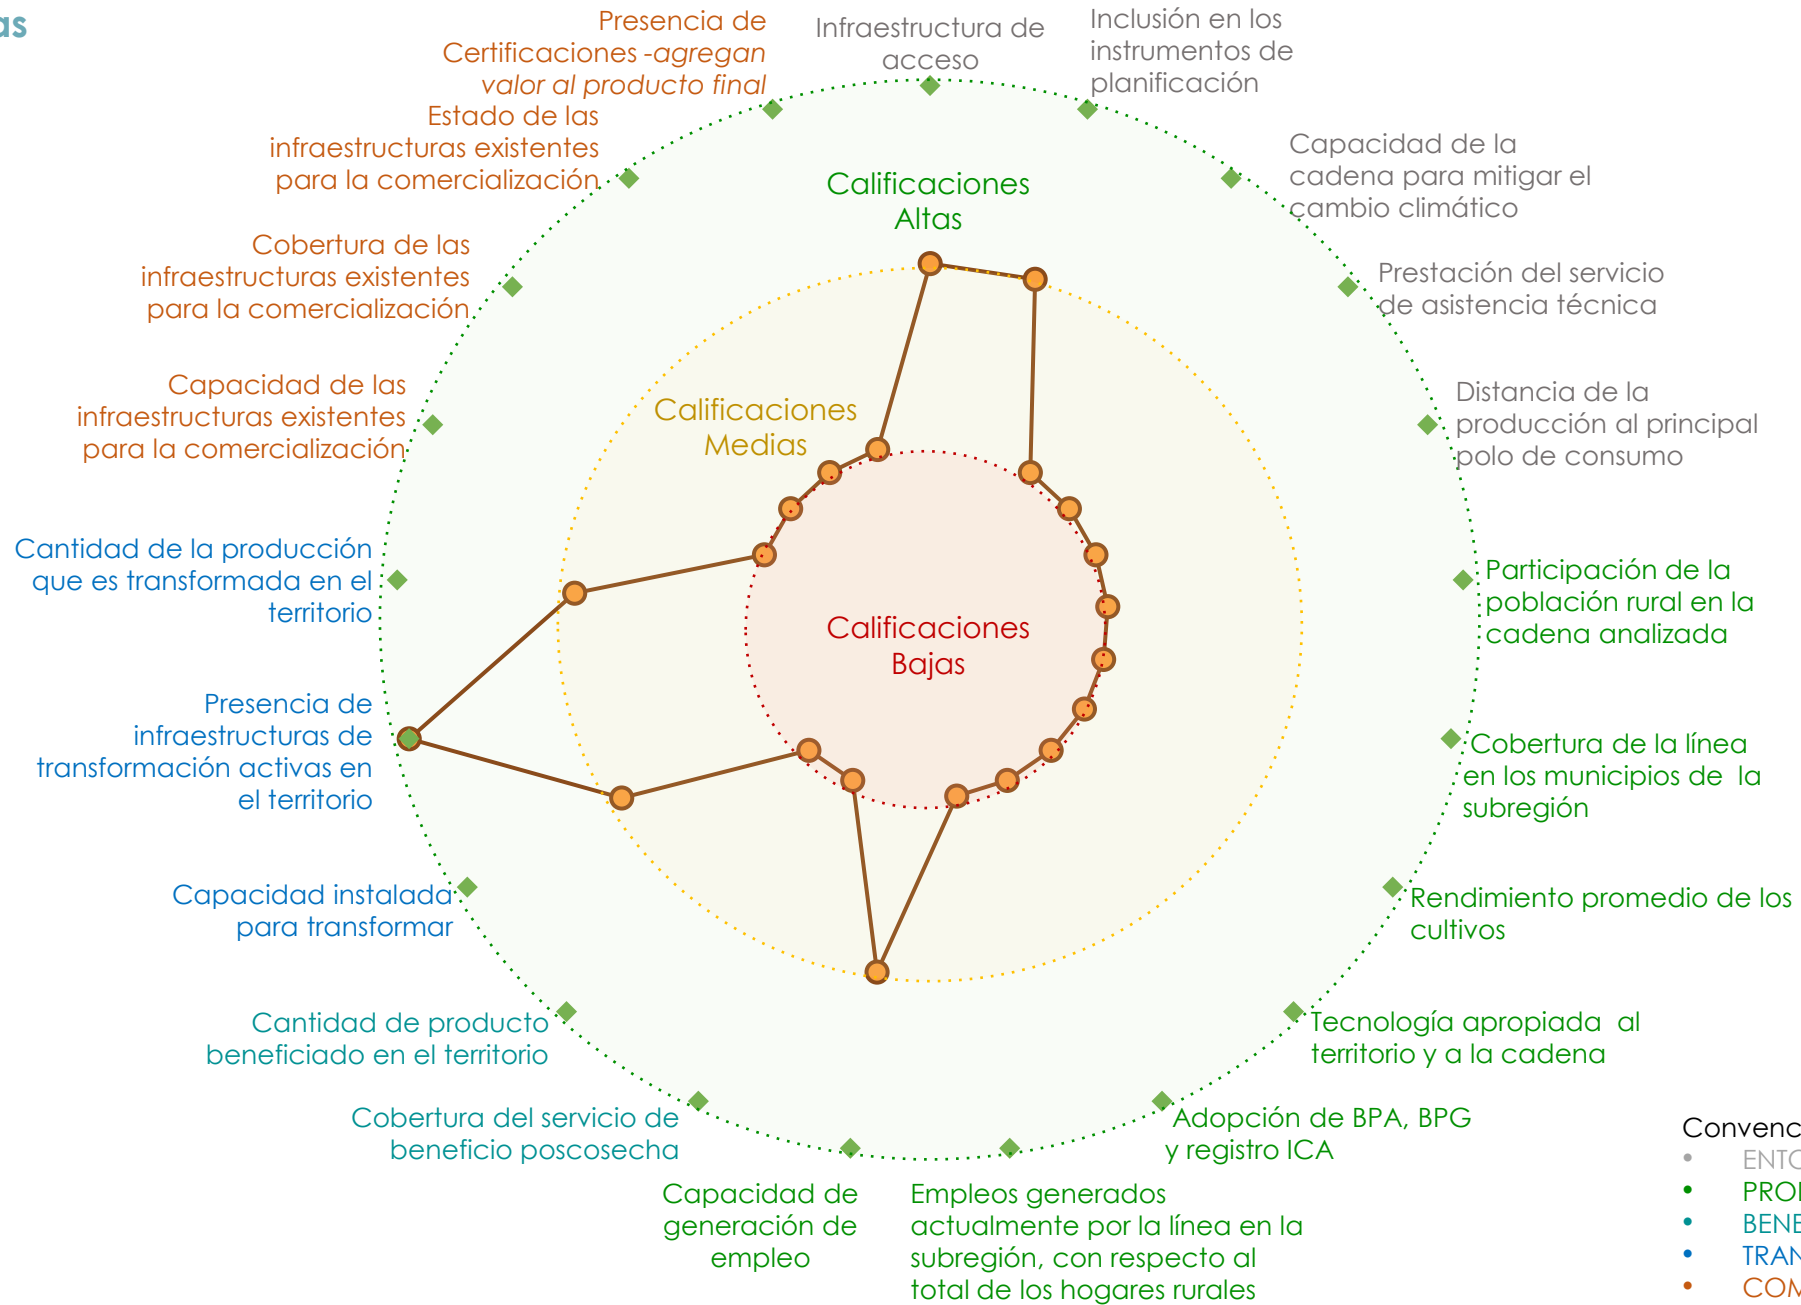 Presencia de
Certificaciones -agregan
valor al producto final
Infraestructura de
acceso
Inclusión en los
instrumentos de
planificación
Estado de las
infraestructuras existentes
para la comercialización
Capacidad de la
cadena para mitigar el
cambio climático
Calificaciones
Altas
Cobertura de las
infraestructuras existentes
para la comercialización
Prestación del servicio
de asistencia técnica
Capacidad de las
infraestructuras existentes
para la comercialización
Calificaciones
Medias
Distancia de la
producción al principal
polo de consumo
Cantidad de la producción
que es transformada en el
territorio
Participación de la
población rural en la
cadena analizada
Calificaciones
Bajas
Presencia de
infraestructuras de
transformación activas en
el territorio
Cobertura de la línea
en los municipios de la
subregión
Capacidad instalada
para transformar
Rendimiento promedio de los
cultivos
Cantidad de producto
beneficiado en el territorio
Tecnología apropiada al
territorio y a la cadena
Cobertura del servicio de
beneficio poscosecha
Adopción de BPA, BPG
y registro ICA
Capacidad de
generación de
empleo
Empleos generados
actualmente por la línea en la
subregión, con respecto al
total de los hogares rurales